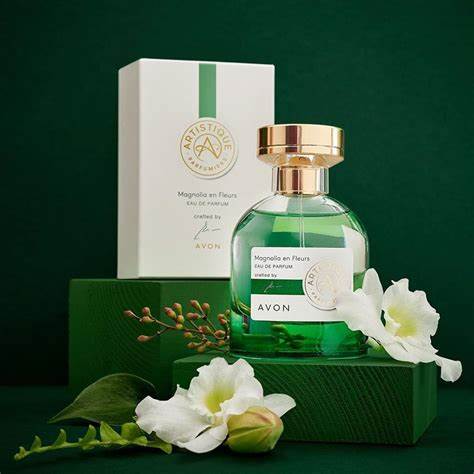 ARTISTIQUE
PARFUMIERS
Magnolia en Fleurs
EAU DE PARFUM
crafted by
AVON
Magnolia en Fleurs
EAU DE PARFUM
crafted by
AVON
ARTISTIQUE